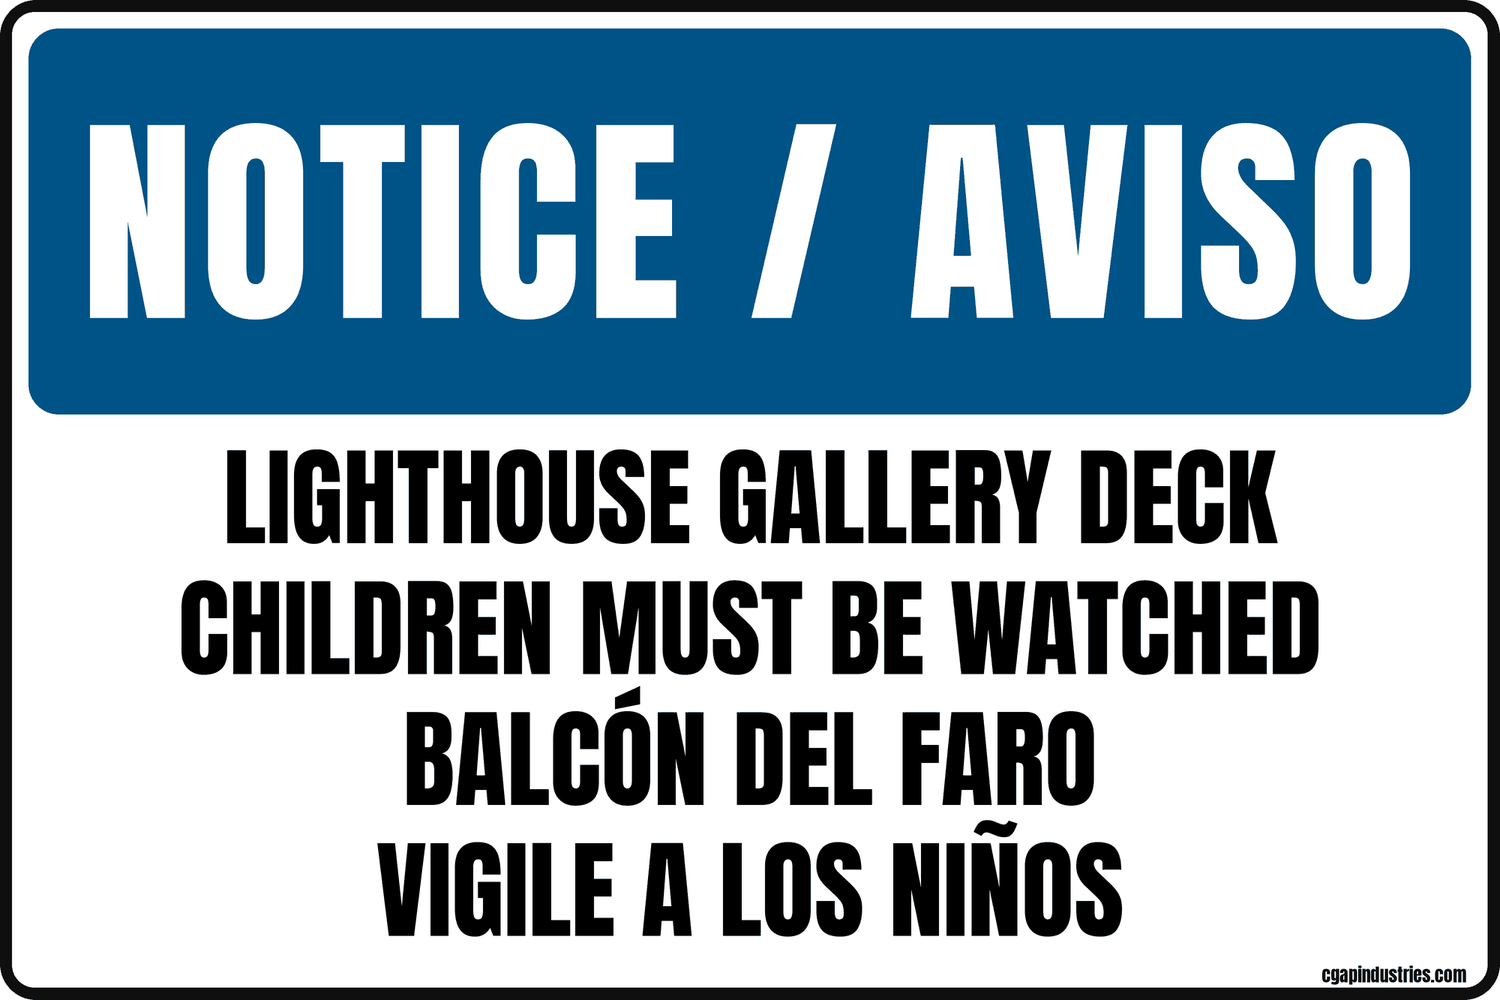 NOTICE / AVISO
LIGHTHOUSE GALLERY DECK
CHILDREN MUST BE WATCHED
BALCÓN DEL FARO
VIGILE A LOS NIÑOS
cgapindustries.com